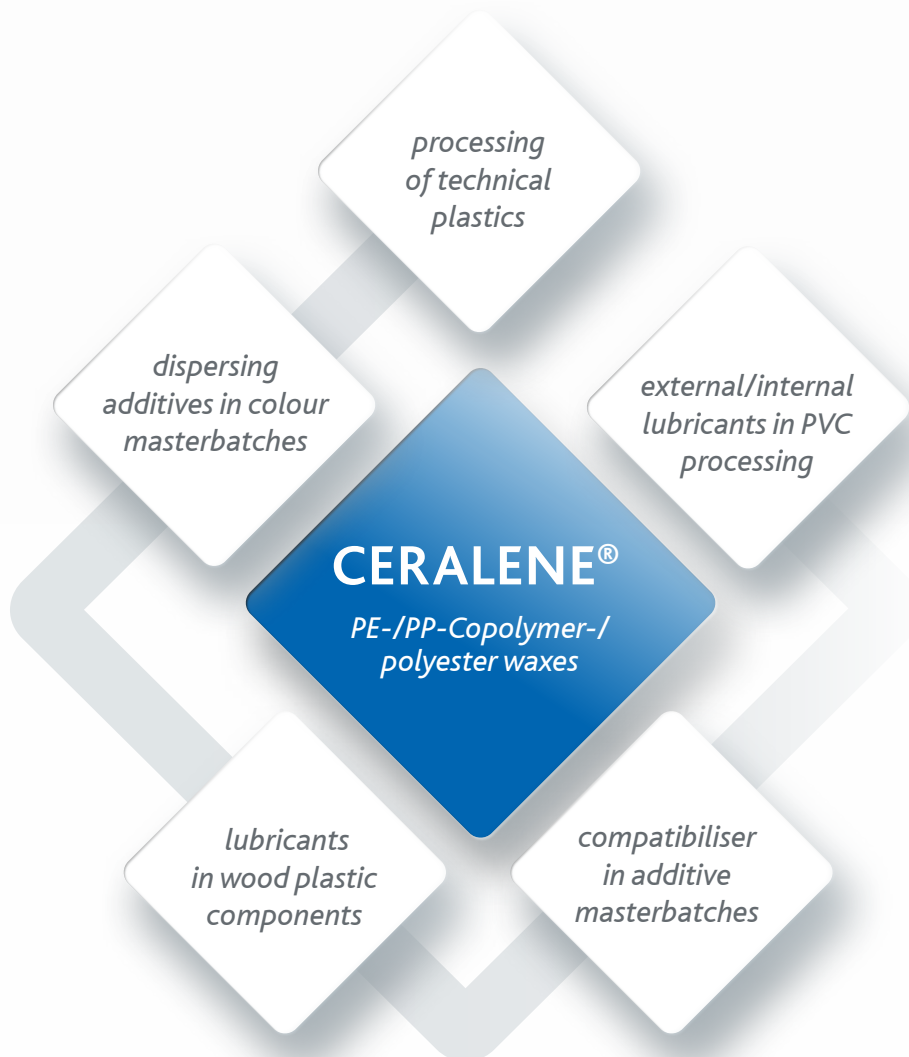 processing
of technical
plastics
dispersing
additives in colour
masterbatches
external/internal
lubricants in PVC
processing
CERALENE®
PE-/PP-Copolymer-/
polyester waxes
lubricants
in wood plastic
components
compatibiliser
in additive
masterbatches